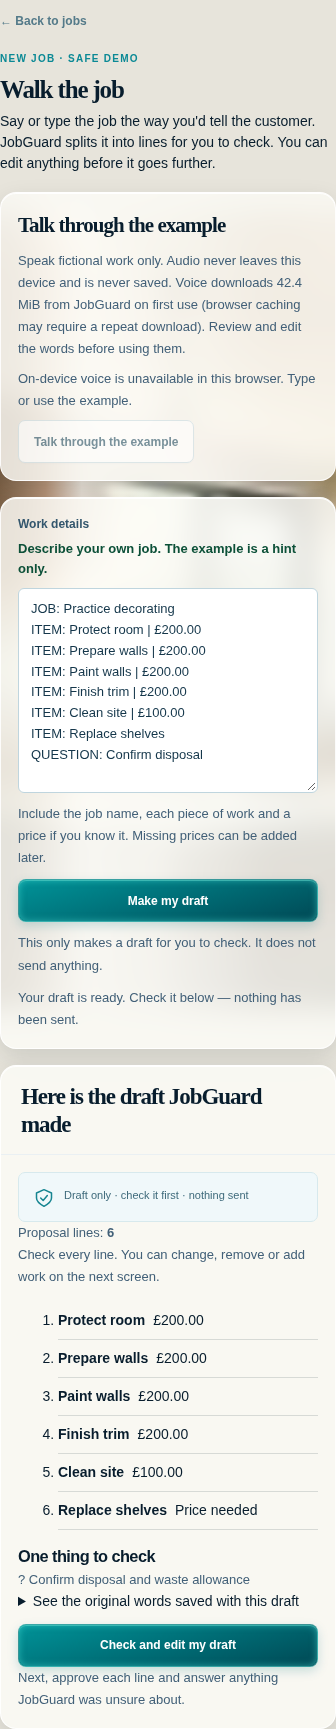 ← Back to jobs
NEW JOB · SAFE DEMO
Walk the job
Say or type the job the way you'd tell the customer.
JobGuard splits it into lines for you to check. You can
edit anything before it goes further.
Talk through the example
Speak fictional work only. Audio never leaves this
device and is never saved. Voice downloads 42.4
MiB from JobGuard on first use (browser caching
may require a repeat download). Review and edit
the words before using them.
On-device voice is unavailable in this browser. Type
or use the example.
Talk through the example
Work details
Describe your own job. The example is a hint
only.
JOB: Practice decorating
ITEM: Protect room | £200.00
ITEM: Prepare walls | £200.00
ITEM: Paint walls | £200.00
ITEM: Finish trim | £200.00
ITEM: Clean site | £100.00
ITEM: Replace shelves
QUESTION: Confirm disposal
Include the job name, each piece of work and a
price if you know it. Missing prices can be added
later.
Make my draft
This only makes a draft for you to check. It does not
send anything.
Your draft is ready. Check it below — nothing has
been sent.
Here is the draft JobGuard
made
Draft only · check it first · nothing sent
Proposal lines: 6
Check every line. You can change, remove or add
work on the next screen.
1. Protect room £200.00
2. Prepare walls £200.00
3. Paint walls £200.00
4. Finish trim £200.00
5. Clean site £100.00
6. Replace shelves Price needed
One thing to check
? Confirm disposal and waste allowance
▶ See the original words saved with this draft
Check and edit my draft
Next, approve each line and answer anything
JobGuard was unsure about.